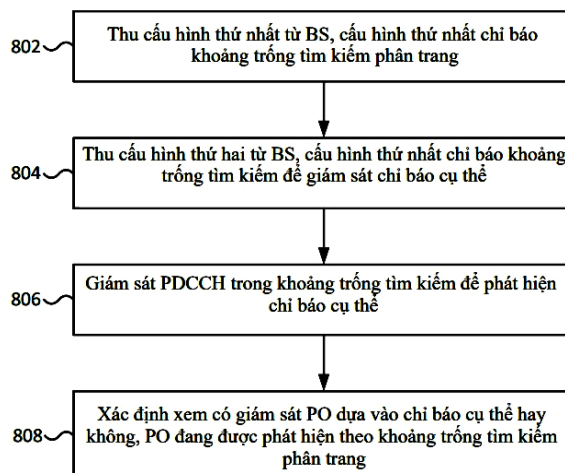 802
Thu cấu hình thứ nhất từ BS, cấu hình thứ nhất chỉ báo
khoảng trống tìm kiếm phân trang
804
Thu cấu hình thứ hai từ BS, cấu hình thứ nhất chỉ báo khoảng
trống tìm kiếm để giám sát chỉ báo cụ thể
806
Giám sát PDCCH trong khoảng trống tìm kiếm để phát hiện
chỉ báo cụ thể
808
Xác định xem có giám sát PO dựa vào chỉ báo cụ thể hay
không, PO đang được phát hiện theo khoảng trống tìm kiếm
phân trang